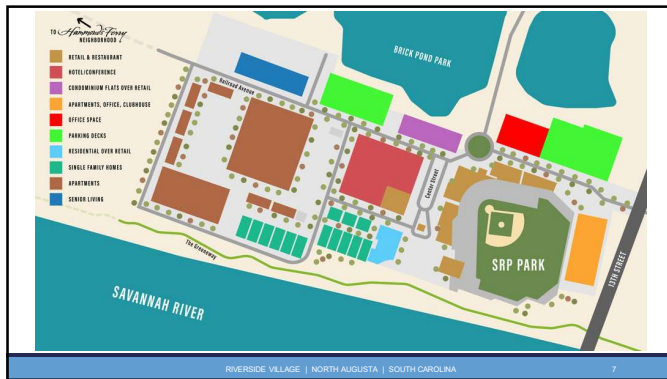 TO Hammond's Ferry
NEIGHBORHOOD
RETAIL & RESTAURANT
HOTEL/CONFERENCE
CONDOMINIUM FLATS OVER RETAIL
APARTMENTS, OFFICE, CLUBHOUSE
OFFICE SPACE
PARKING DECKS
RESIDENTIAL OVER RETAIL
SINGLE FAMILY HOMES
APARTMENTS
SENIOR LIVING
BRICK POND PARK
Railroad Avenue
Center Street
SRP PARK
13TH STREET
The Greeneway
SAVANNAH RIVER
RIVERSIDE VILLAGE | NORTH AUGUSTA | SOUTH CAROLINA
7